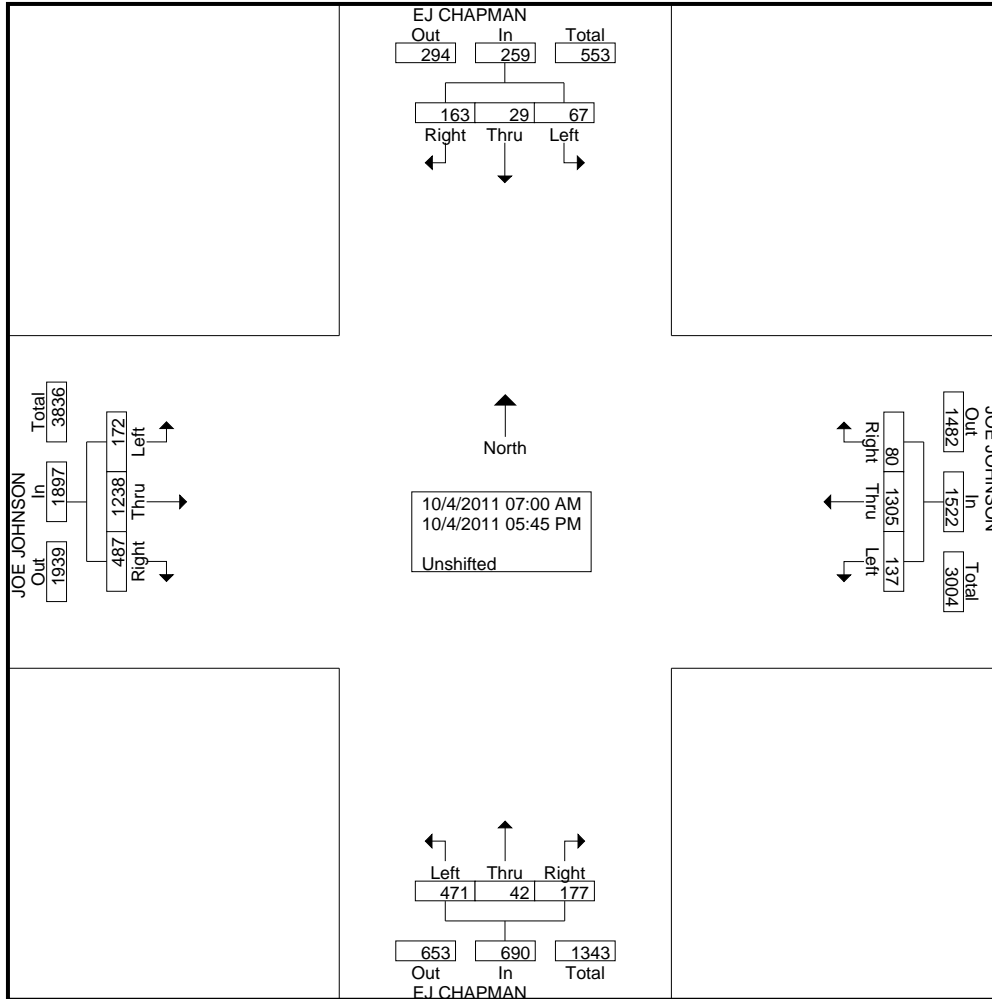 EJ CHAPMAN
Out In Total
294 259 553
163 29 67
Right Thru Left
JOE JOHNSON
Out In Total
1939 1897 3836
Left Thru Right
172 1238 487
North
10/4/2011 07:00 AM
10/4/2011 05:45 PM
Unshifted
JOE JOHNSON
Out In Total
1482 1522 3004
Right Thru Left
80 1305 137
Left Thru Right
471 42 177
653 690 1343
Out In Total
EJ CHAPMAN